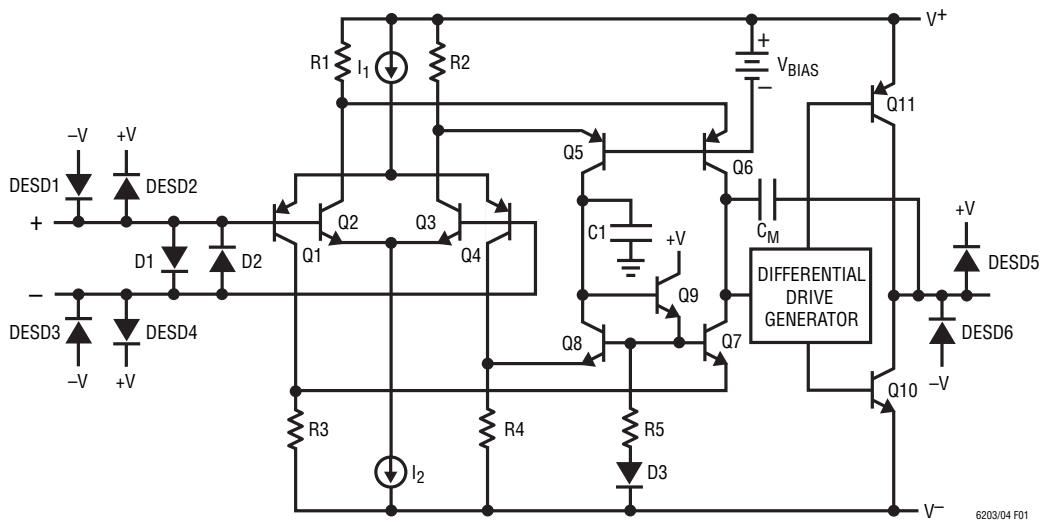 V+
R1
I1
R2
+
VBIAS
–
Q11
–V
+V
Q5
Q6
DESD1
DESD2
+
Q2
Q3
C1
CM
+V
D1
D2
Q1
Q4
+V
DIFFERENTIAL
DRIVE
GENERATOR
DESD5
–
Q9
DESD3
DESD4
Q8
Q7
DESD6
–V
+V
–V
Q10
R3
R4
R5
I2
D3
V–
6203/04 F01